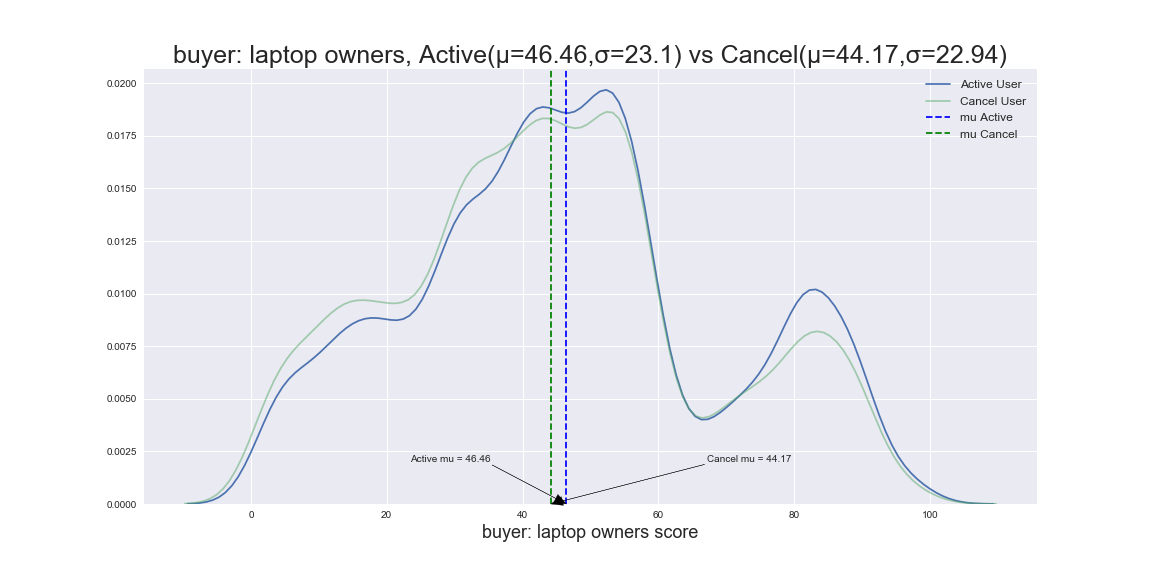 buyer: laptop owners, Active(μ=46.46,σ=23.1) vs Cancel(μ=44.17,σ=22.94)
Active User
Cancel User
mu Active
mu Cancel
0.0200
0.0175
0.0150
0.0125
0.0100
0.0075
0.0050
0.0025
0.0000
Active mu = 46.46
Cancel mu = 44.17
0 20 40 60 80 100
buyer: laptop owners score